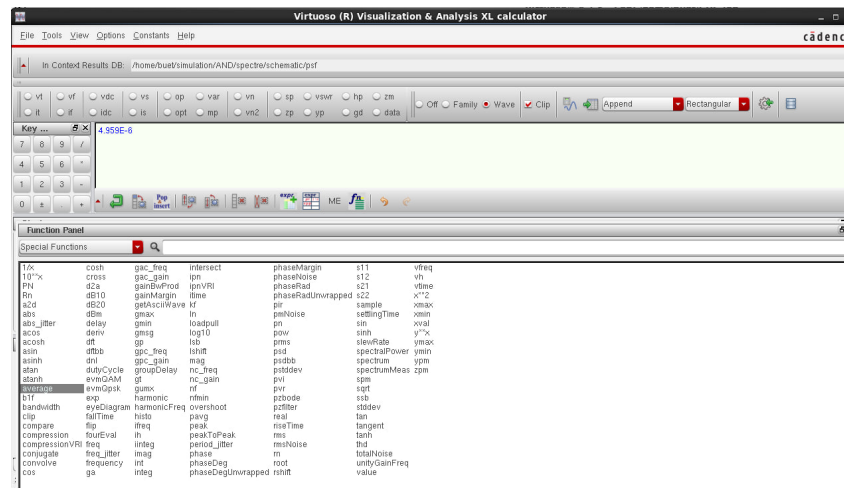 Virtuoso (R) Visualization & Analysis XL calculator
File Tools View Options Constants Help
cādenc
In Context Results DB: /home/buet/simulation/AND/spectre/schematic/psf
vt vf vdc vs op var vn sp vswr hp zm
it if idc is opt mp vn2 zp yp gd data
Off Family Wave Clip Append Rectangular
Key ...
4.959E-6
7 8 9 /
4 5 6 *
1 2 3 -
0 ± . +
Pop insert expr expr ME fn
Function Panel
Special Functions
1/x cosh gac_freq intersect phaseMargin s11 vfreq
10**x cross gac_gain ipn phaseNoise s12 vh
PN d2a gainBwProd ipnVRI phaseRad s21 vtime
Rn dB10 gainMargin itime phaseRadUnwrapped s22 x**2
a2d dB20 getAsciiWave kf pir sample xmax
abs dBm gmax ln pmNoise settlingTime xmin
abs_jitter delay gmin loadpull pn sin xval
acos deriv gmsg log10 pow sinh y**x
acosh dft gp lsb prms slewRate ymax
asin dftbb gpc_freq lshift psd spectralPower ymin
asinh dnl gpc_gain mag psdbb spectrum ypm
atan dutyCycle groupDelay nc_freq pstddev spectrumMeas zpm
atanh evmQAM gt nc_gain pvi spm
average evmQpsk gumx nf pvr sqrt
b1f exp harmonic nfmin pzbode ssb
bandwidth eyeDiagram harmonicFreq overshoot pzfilter stddev
clip fallTime histo pavg real tan
compare flip ifreq peak riseTime tangent
compression fourEval ih peakToPeak rms tanh
compressionVRI freq iinteg period_jitter rmsNoise thd
conjugate freq_jitter imag phase rn totalNoise
convolve frequency int phaseDeg root unityGainFreq
cos ga integ phaseDegUnwrapped rshift value